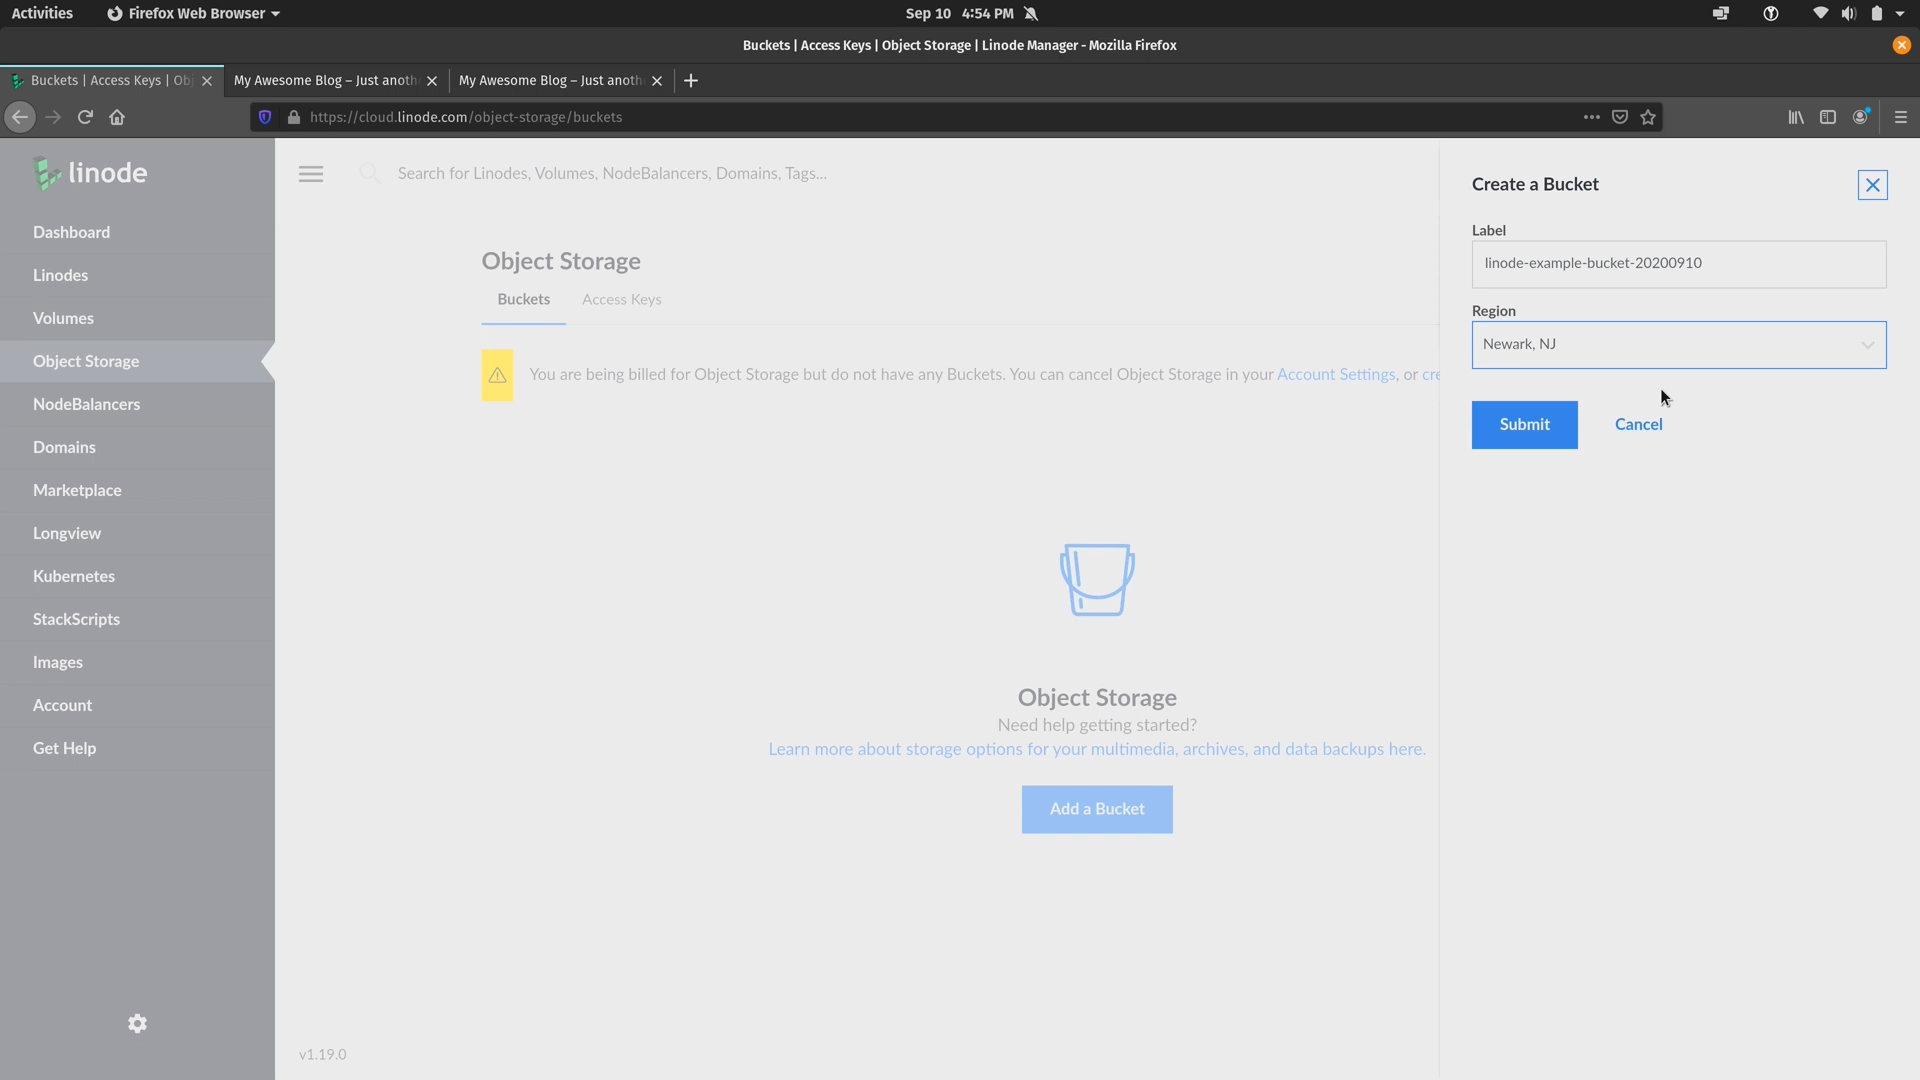 Activities
Firefox Web Browser
Sep 10 4:54 PM
Buckets | Access Keys | Object Storage | Linode Manager - Mozilla Firefox
Buckets | Access Keys | Obj
My Awesome Blog – Just anoth
My Awesome Blog – Just anoth
https://cloud.linode.com/object-storage/buckets
linode
Dashboard
Linodes
Volumes
Object Storage
NodeBalancers
Domains
Marketplace
Longview
Kubernetes
StackScripts
Images
Account
Get Help
Search for Linodes, Volumes, NodeBalancers, Domains, Tags...
Object Storage
Buckets
Access Keys
You are being billed for Object Storage but do not have any Buckets. You can cancel Object Storage in your Account Settings, or cre
Object Storage
Need help getting started?
Learn more about storage options for your multimedia, archives, and data backups here.
Add a Bucket
v1.19.0
Create a Bucket
Label
linode-example-bucket-20200910
Region
Newark, NJ
Submit
Cancel